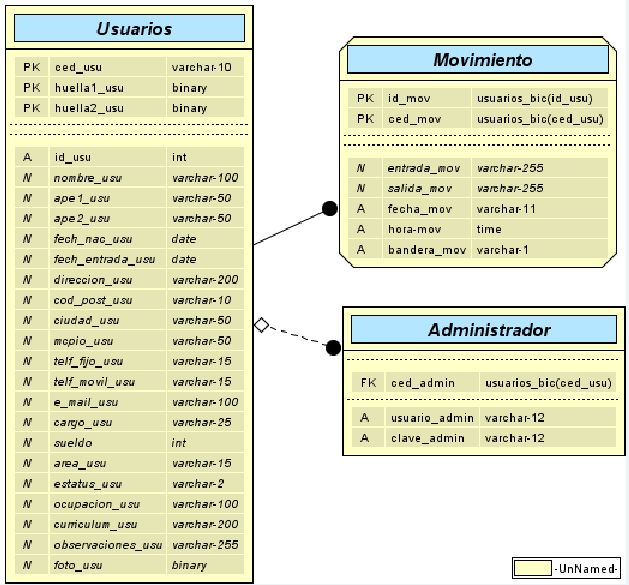 Usuarios
PK ced_usu varchar-10
PK huella1_usu binary
PK huella2_usu binary
A id_usu int
N nombre_usu varchar-100
N ape1_usu varchar-50
N ape2_usu varchar-50
N fech_nac_usu date
N fech_entrada_usu date
N direccion_usu varchar-200
N cod_post_usu varchar-10
N ciudad_usu varchar-50
N mcpio_usu varchar-50
N telf_fijo_usu varchar-15
N telf_movil_usu varchar-15
N e_mail_usu varchar-100
N cargo_usu varchar-25
N sueldo int
N area_usu varchar-15
N estatus_usu varchar-2
N ocupacion_usu varchar-100
N curriculum_usu varchar-200
N observaciones_usu varchar-255
N foto_usu binary
Movimiento
PK id_mov usuarios_bic(id_usu)
PK ced_mov usuarios_bic(ced_usu)
N entrada_mov varchar-255
N salida_mov varchar-255
A fecha_mov varchar-11
A hora-mov time
A bandera_mov varchar-1
Administrador
FK ced_admin usuarios_bic(ced_usu)
A usuario_admin varchar-12
A clave_admin varchar-12
-UnNamed-